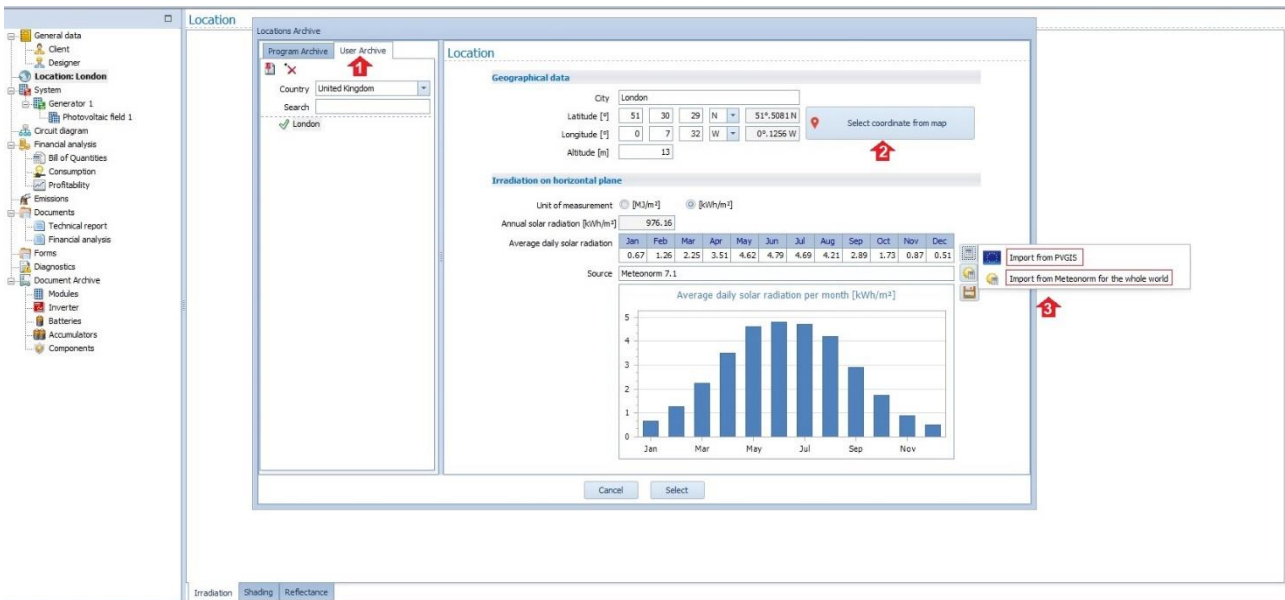 Location
General data
Client
Designer
Location: London
System
Generator 1
Photovoltaic field 1
Circuit diagram
Financial analysis
Bill of Quantities
Consumption
Profitability
Emissions
Documents
Technical report
Financial analysis
Forms
Diagnostics
Document Archive
Modules
Inverter
Batteries
Accumulators
Components
Locations Archive
Program Archive User Archive
1
Country United Kingdom
Search
London
Location
Geographical data
City London
Latitude [º] 51 30 29 N 51º.5081 N
Longitude [º] 0 7 32 W 0º.1256 W
Select coordinate from map
2
Altitude [m] 13
Irradiation on horizontal plane
Unit of measurement [MJ/m²] [kWh/m²]
Annual solar radiation [kWh/m²] 976.16
Average daily solar radiation Jan Feb Mar Apr May Jun Jul Aug Sep Oct Nov Dec
0.67 1.26 2.25 3.51 4.62 4.79 4.69 4.21 2.89 1.73 0.87 0.51
Source Meteonorm 7.1
Import from PVGIS
Import from Meteonorm for the whole world
3
Average daily solar radiation per month [kWh/m²]
5
4
3
2
1
0
Jan Mar May Jul Sep Nov
Cancel Select
Irradiation Shading Reflectance